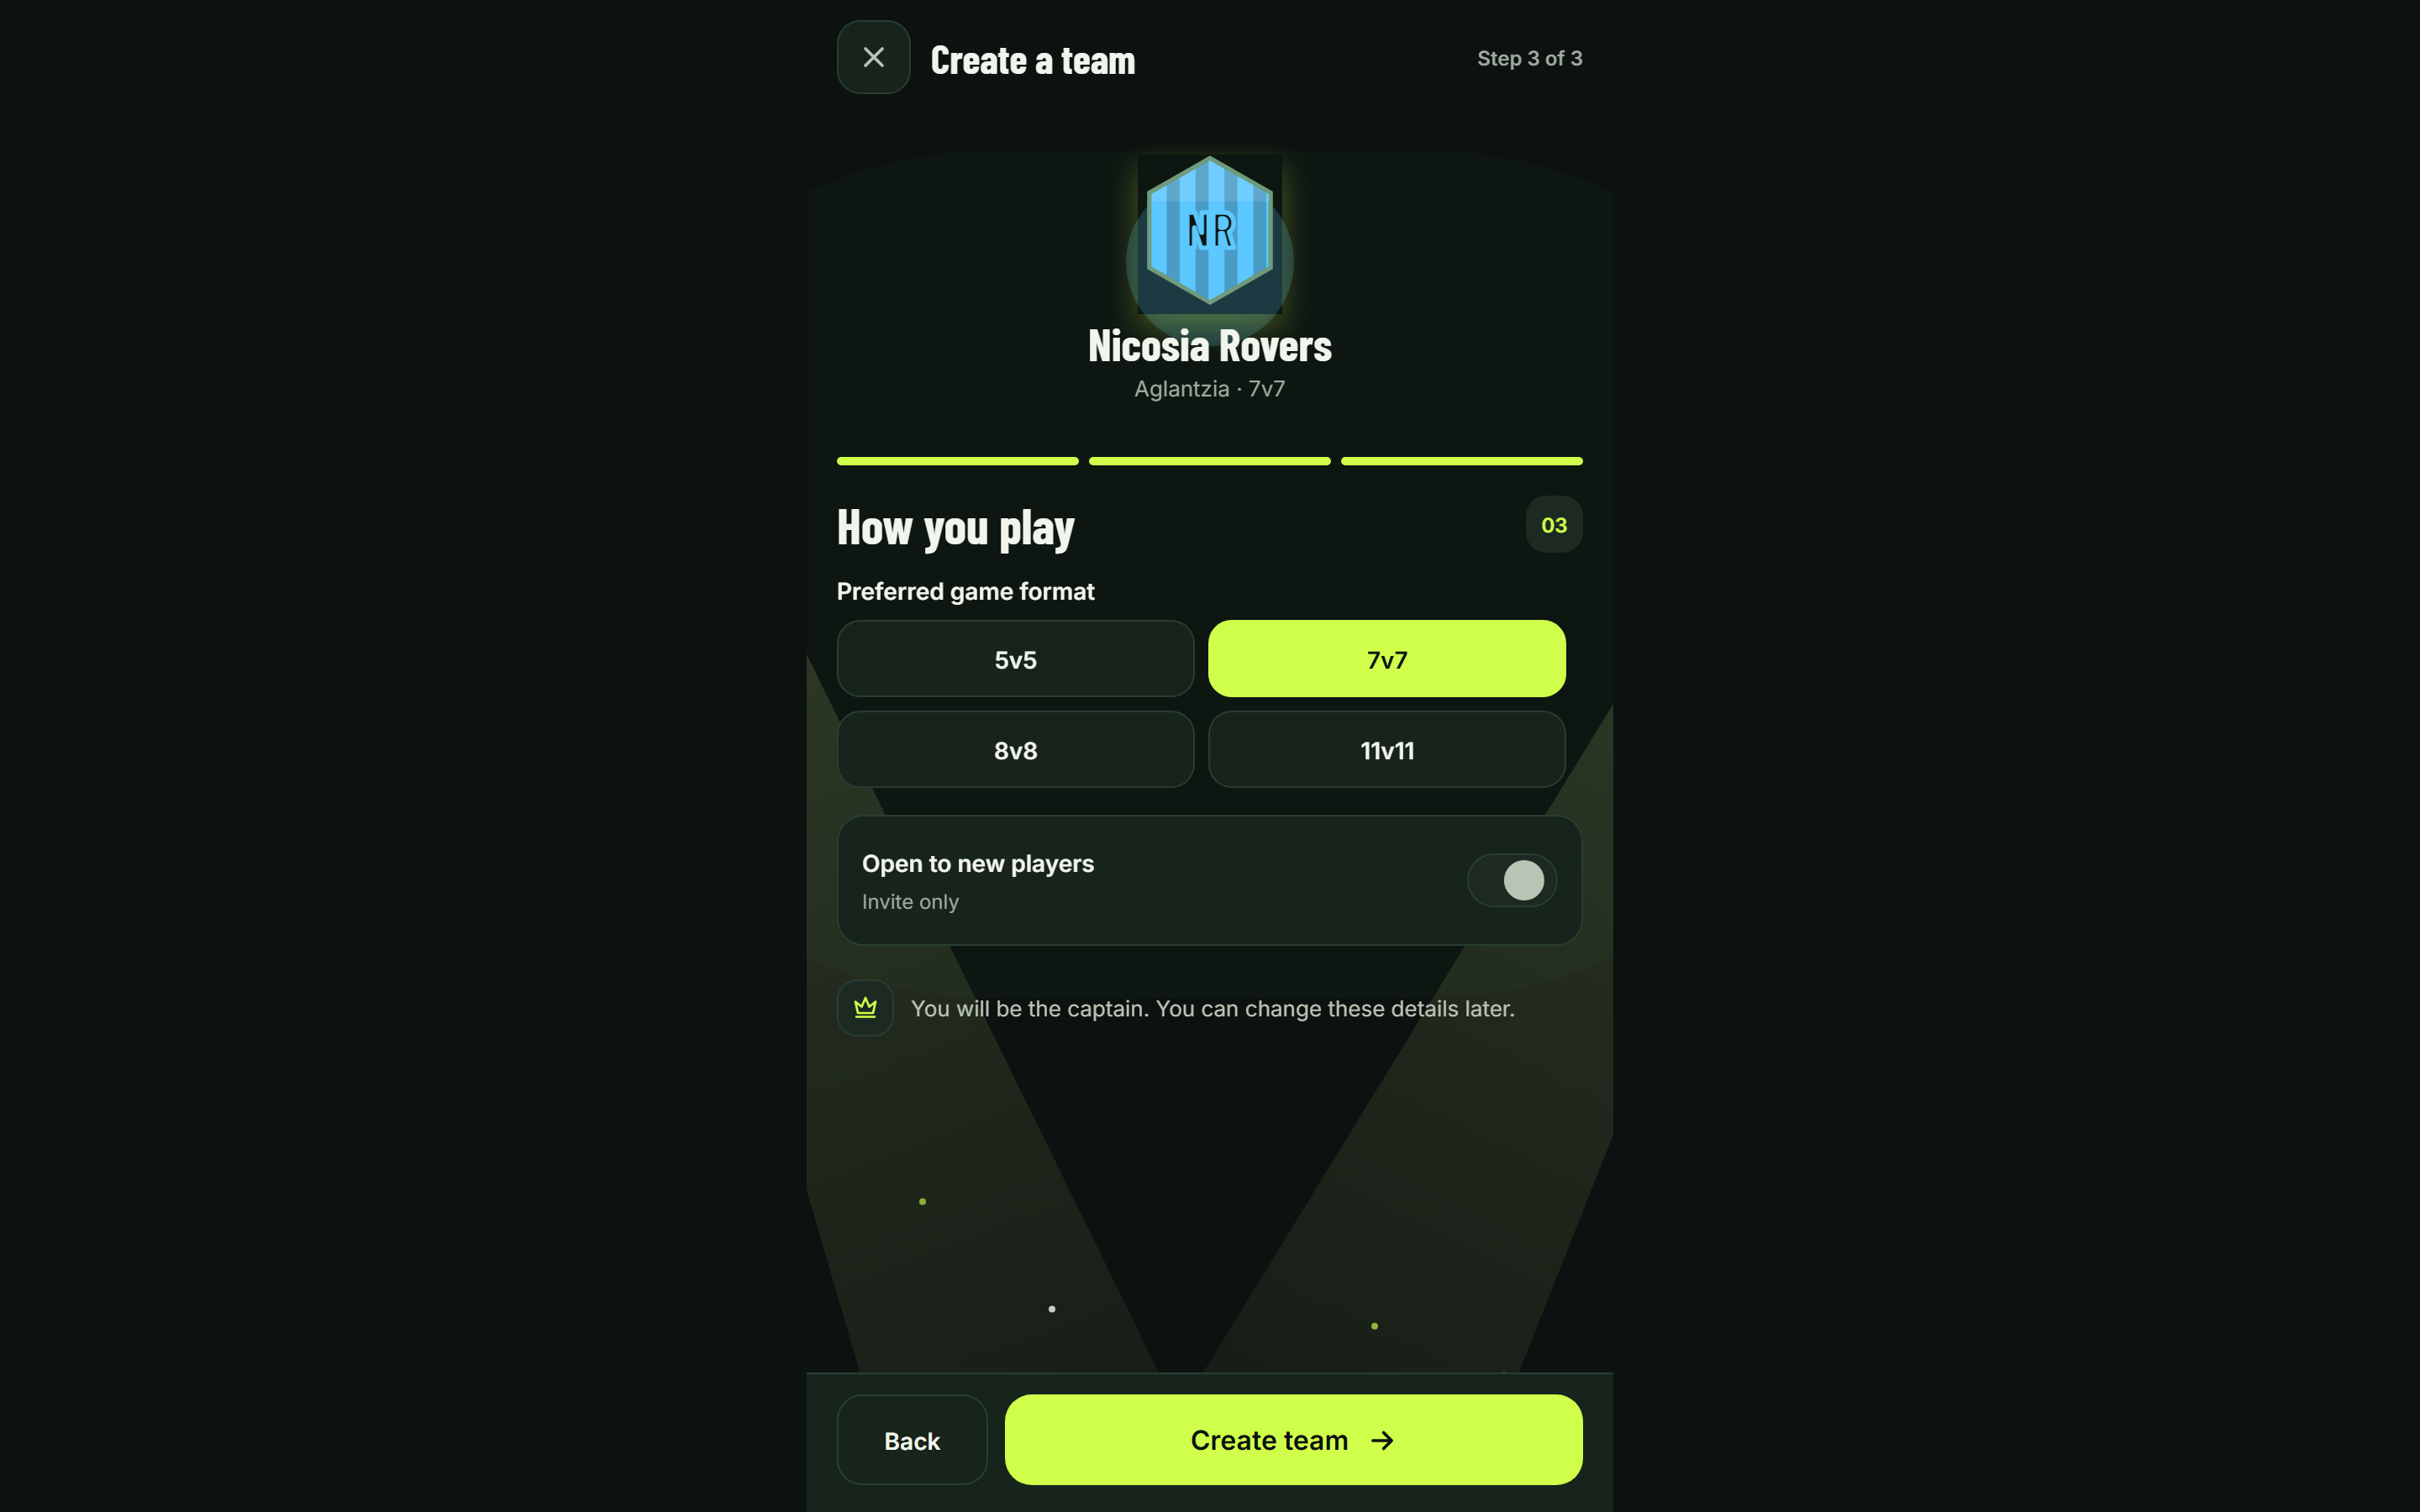 Create a team
Step 3 of 3
NR
Nicosia Rovers
Aglantzia · 7v7
How you play
03
Preferred game format
5v5
7v7
8v8
11v11
Open to new players
Invite only
You will be the captain. You can change these details later.
Back
Create team →